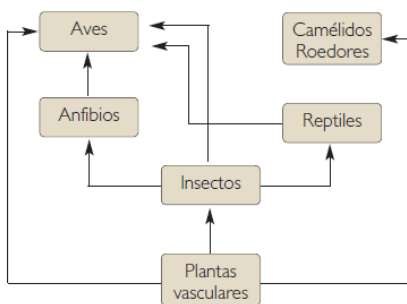 Aves
Camélidos
Roedores
Anfibios
Reptiles
Insectos
Plantas
vasculares